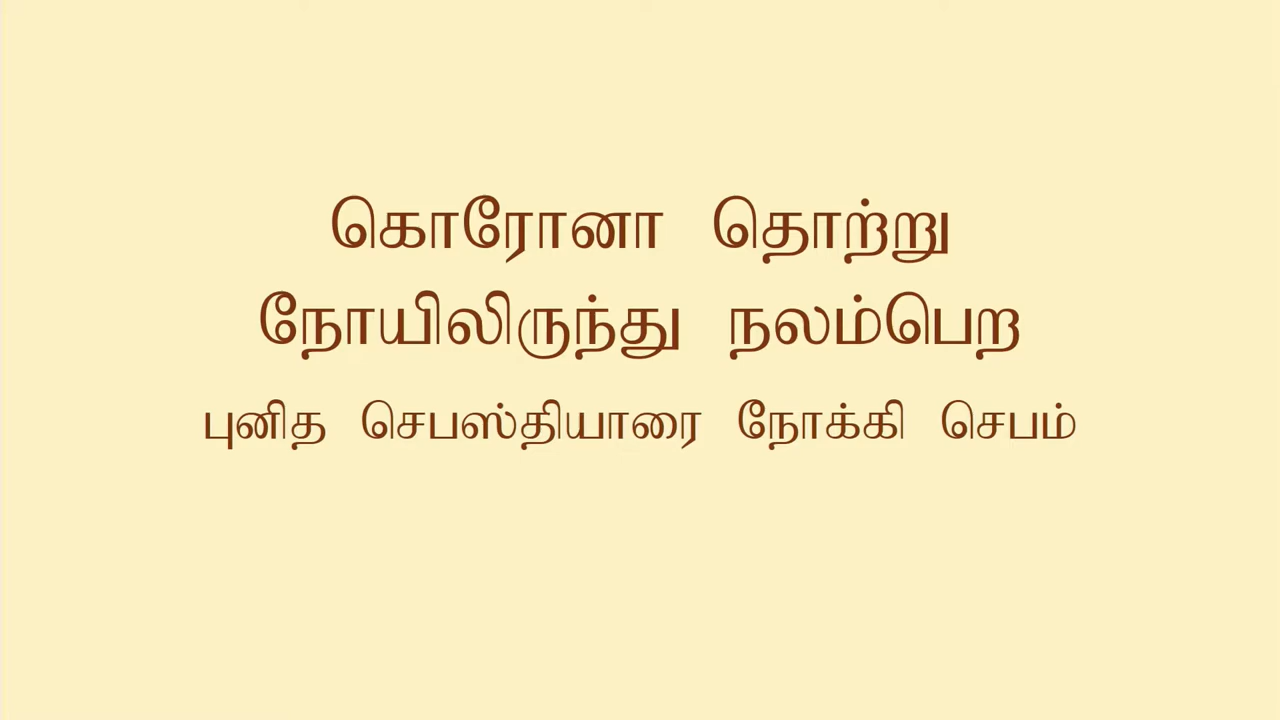 கொரோனா தொற்று
நோயிலிருந்து நலம்பெற
புனித செபஸ்தியாரை நோக்கி செபம்